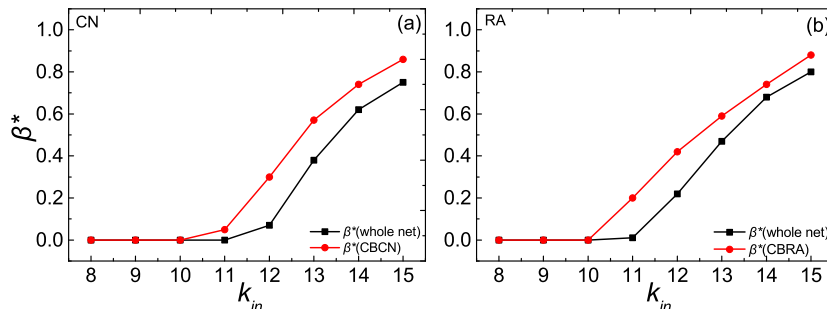 CN
(a)
β*
1.0
0.8
0.6
0.4
0.2
0.0
β*(whole net)
β*(CBCN)
8 9 10 11 12 13 14 15
k_in
RA
(b)
1.0
0.8
0.6
0.4
0.2
0.0
β*(whole net)
β*(CBRA)
8 9 10 11 12 13 14 15
k_in